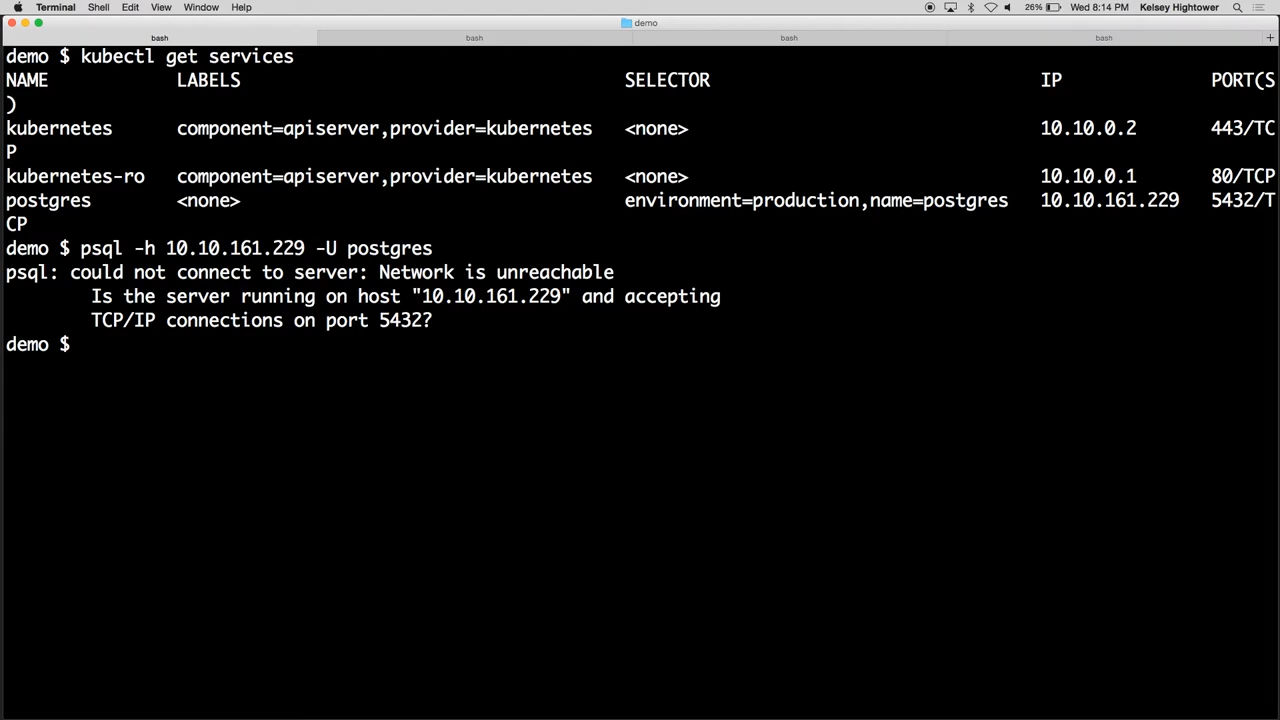 Terminal Shell Edit View Window Help 26% Wed 8:14 PM Kelsey Hightower
demo
bash bash bash bash +
demo $ kubectl get services
NAME LABELS SELECTOR IP PORT(S
)
kubernetes component=apiserver,provider=kubernetes <none> 10.10.0.2 443/TC
P
kubernetes-ro component=apiserver,provider=kubernetes <none> 10.10.0.1 80/TCP
postgres <none> environment=production,name=postgres 10.10.161.229 5432/T
CP
demo $ psql -h 10.10.161.229 -U postgres
psql: could not connect to server: Network is unreachable
Is the server running on host "10.10.161.229" and accepting
TCP/IP connections on port 5432?
demo $